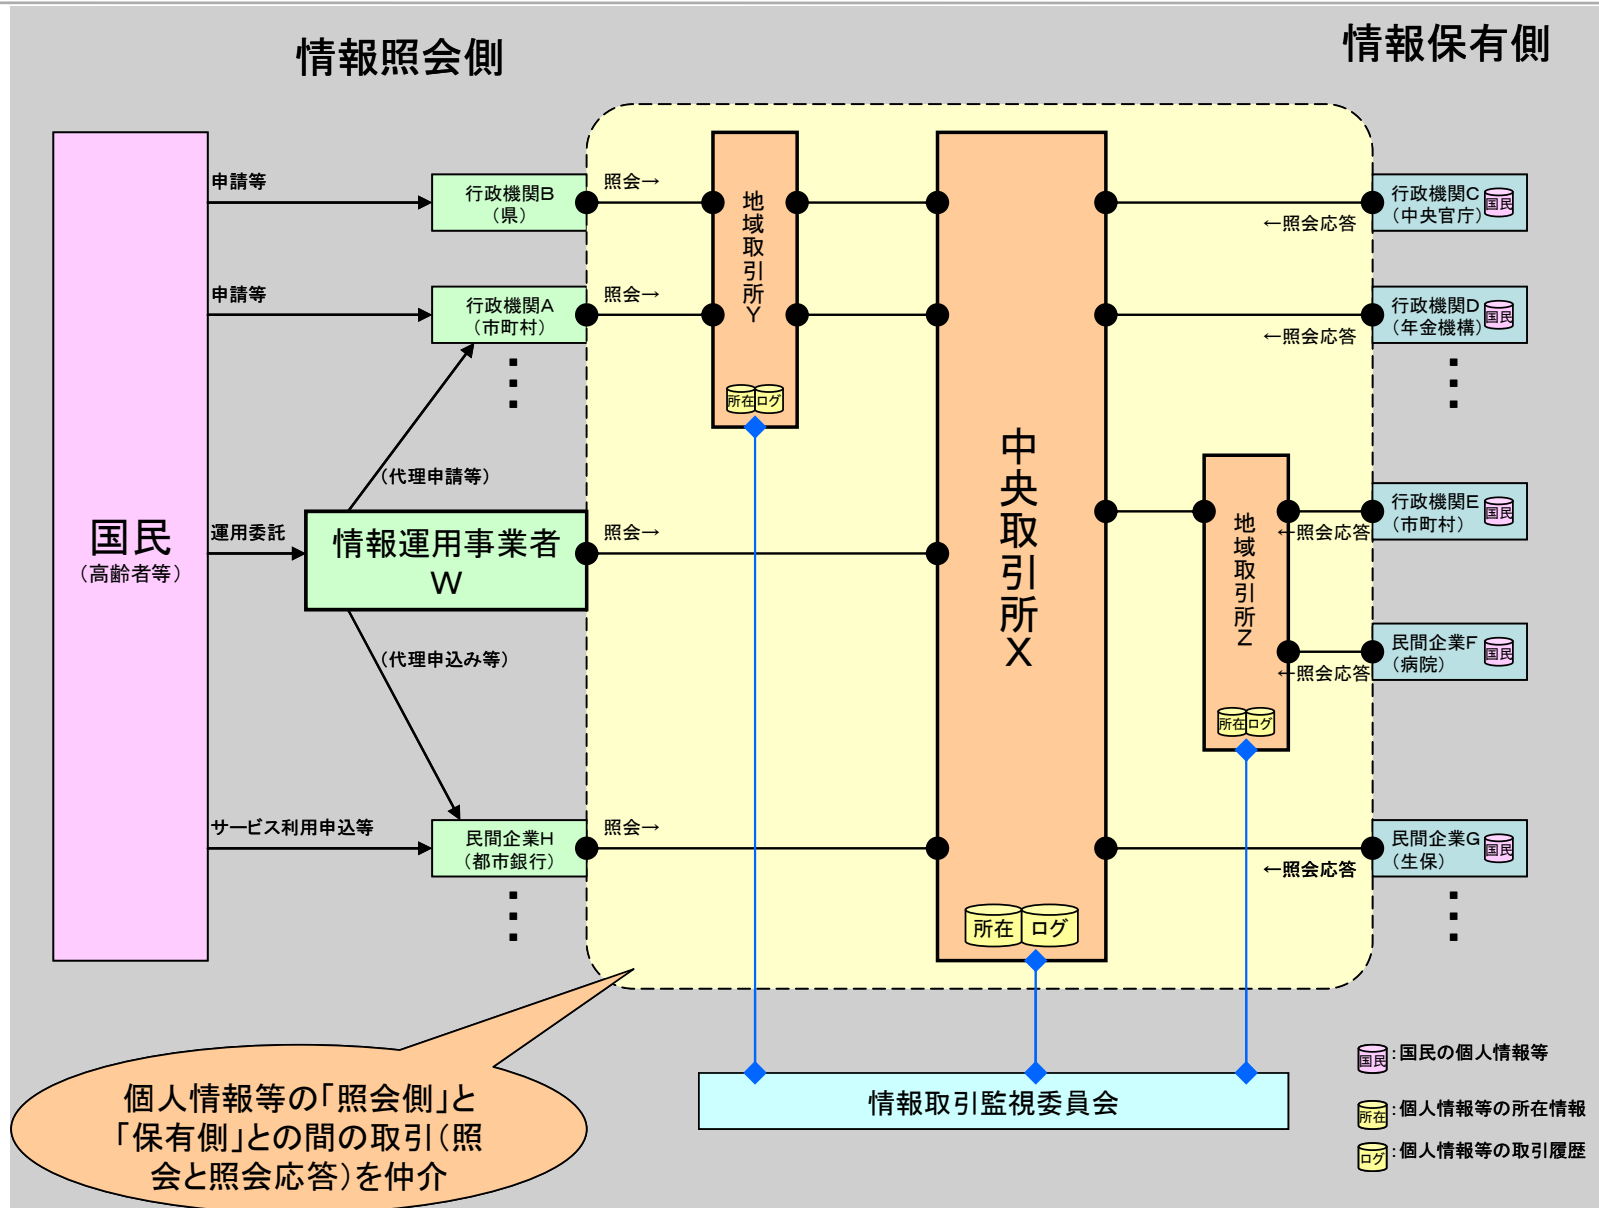 情報照会側
情報保有側
国民
（高齢者等）
申請等
申請等
運用委託
サービス利用申込等
行政機関B
（県）
行政機関A
（市町村）
（代理申請等）
情報運用事業者
W
（代理申込み等）
民間企業H
（都市銀行）
照会→
照会→
照会→
照会→
地域取引所Y
所在
ログ
中央取引所X
所在
ログ
地域取引所Z
所在
ログ
←照会応答
←照会応答
←照会応答
←照会応答
←照会応答
行政機関C
（中央官庁）
国民
行政機関D
（年金機構）
国民
行政機関E
（市町村）
国民
民間企業F
（病院）
国民
民間企業G
（生保）
国民
個人情報等の「照会側」と
「保有側」との間の取引（照
会と照会応答）を仲介
情報取引監視委員会
国民：国民の個人情報等
所在：個人情報等の所在情報
ログ：個人情報等の取引履歴